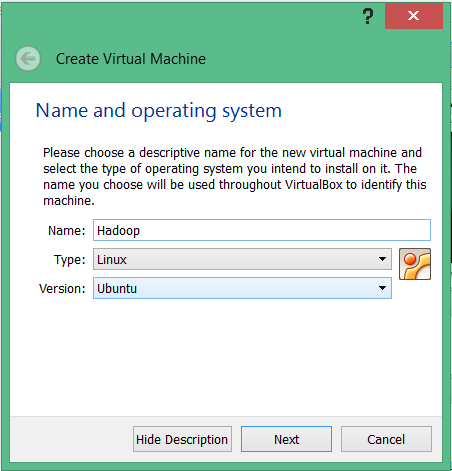 ?
Create Virtual Machine
Name and operating system
Please choose a descriptive name for the new virtual machine and
select the type of operating system you intend to install on it. The
name you choose will be used throughout VirtualBox to identify this
machine.
Name: Hadoop
Type: Linux
Version: Ubuntu
Hide Description Next Cancel